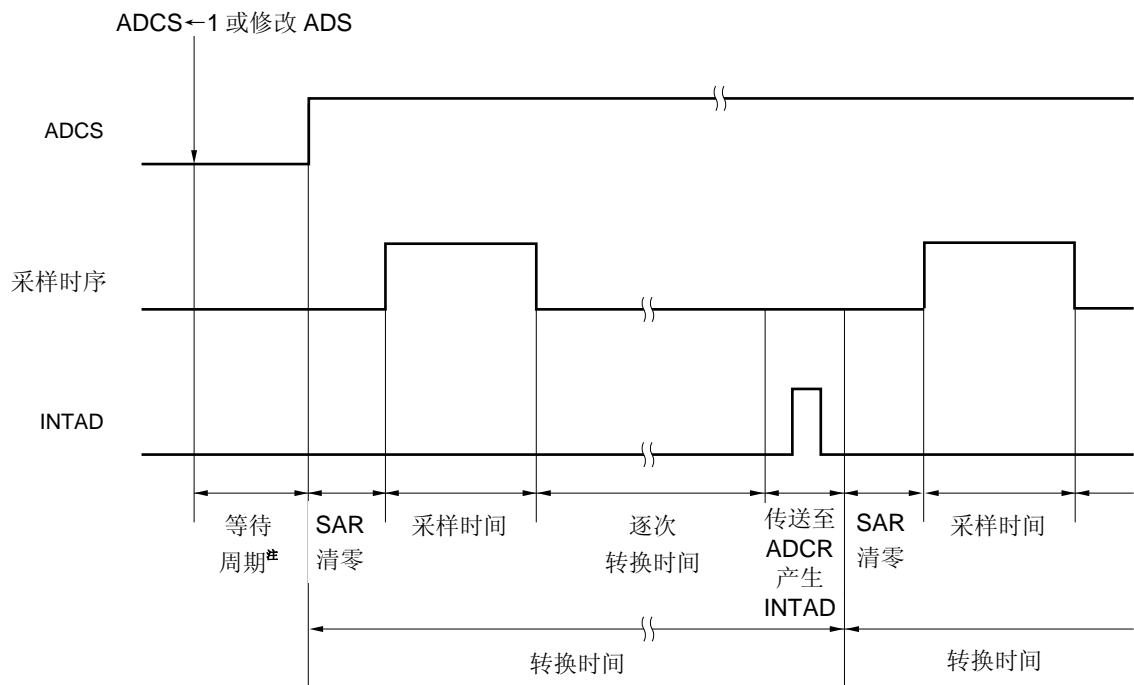 ADCS←1 或修改 ADS
ADCS
采样时序
INTAD
等待
周期注
SAR
清零
采样时间
逐次
转换时间
传送至
ADCR
产生
INTAD
SAR
清零
采样时间
转换时间
转换时间